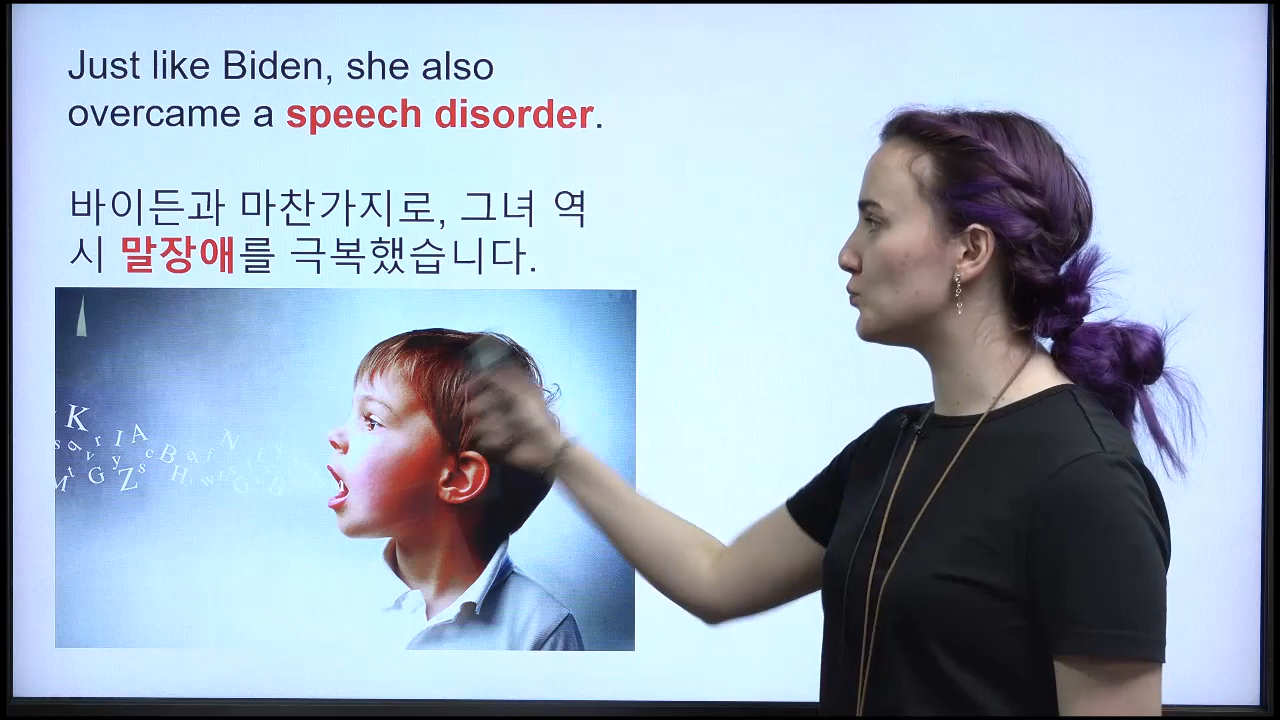 Just like Biden, she also
overcame a speech disorder.
바이든과 마찬가지로, 그녀 역
시 말장애를 극복했습니다.
K
N
s a r I A
v y c B a f
M t G Z s H